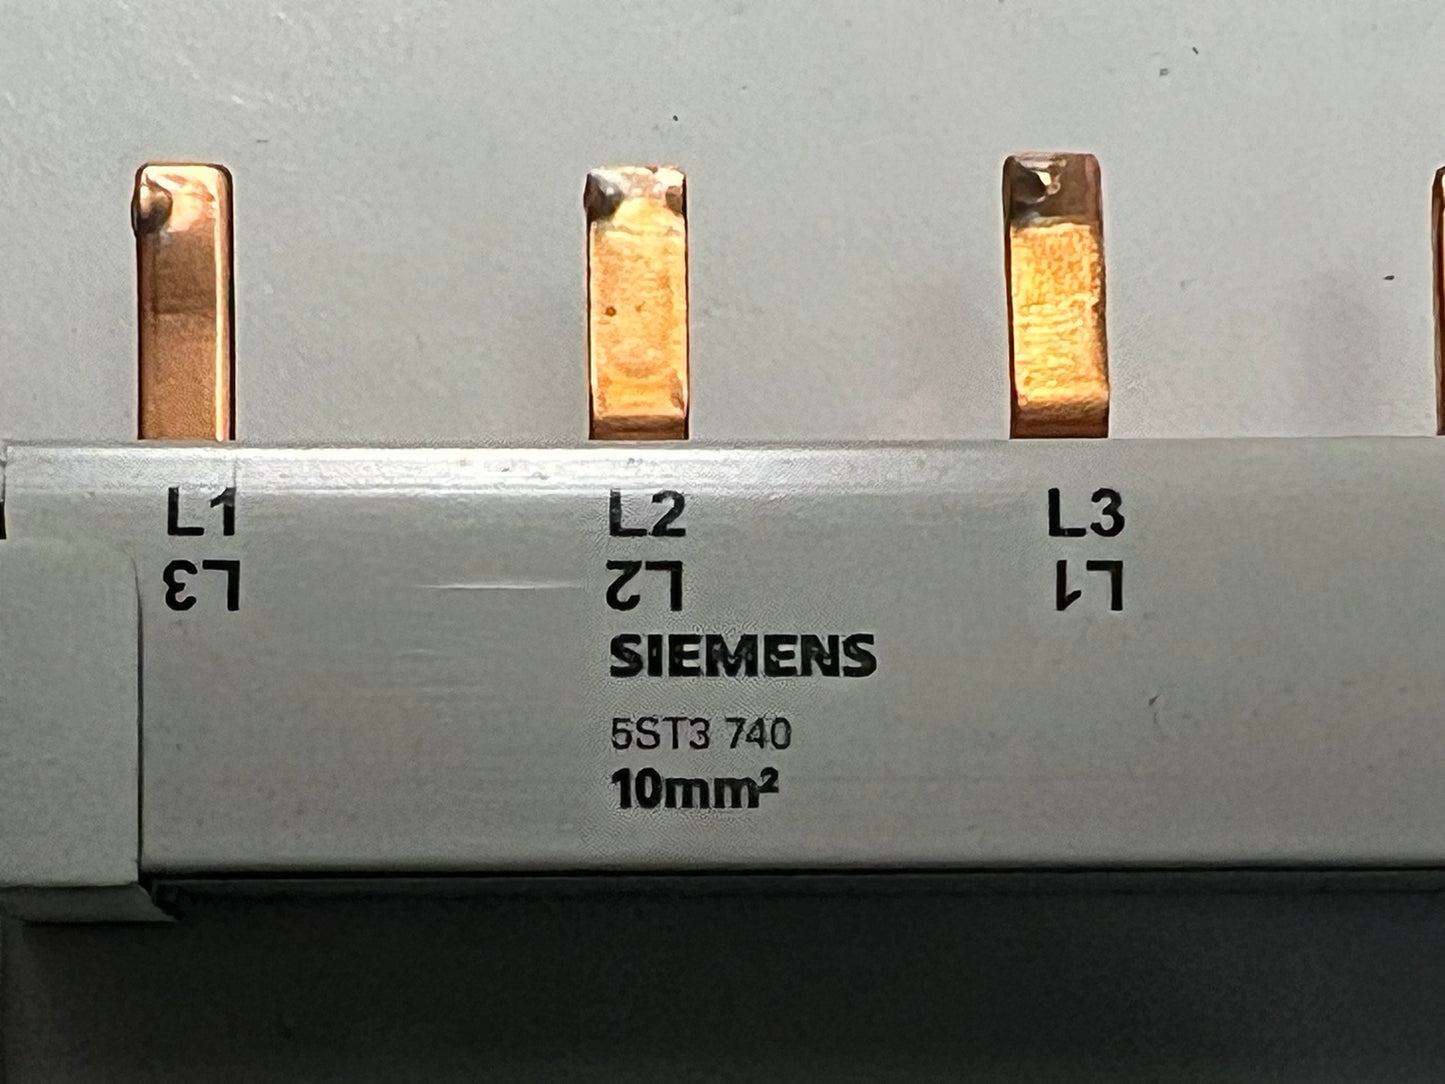 L1 L2 L3
L3 L2 L1
SIEMENS
5ST3 740
10mm²